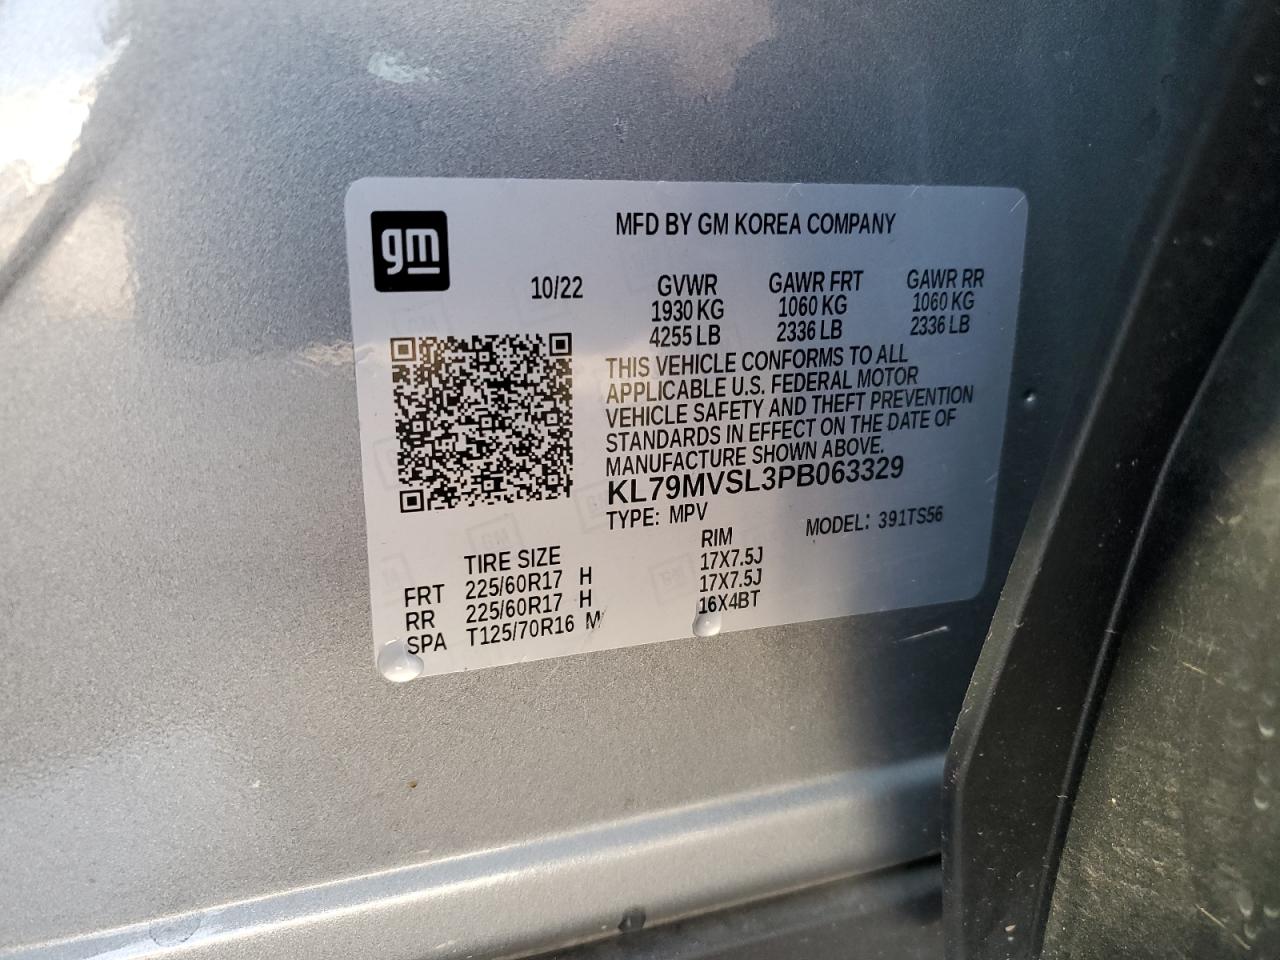 gm
MFD BY GM KOREA COMPANY
10/22 GVWR GAWR FRT GAWR RR
1930 KG 1060 KG 1060 KG
4255 LB 2336 LB 2336 LB
THIS VEHICLE CONFORMS TO ALL
APPLICABLE U.S. FEDERAL MOTOR
VEHICLE SAFETY AND THEFT PREVENTION
STANDARDS IN EFFECT ON THE DATE OF
MANUFACTURE SHOWN ABOVE.
KL79MVSL3PB063329
TYPE: MPV MODEL: 391TS56
TIRE SIZE RIM
FRT 225/60R17 H 17X7.5J
RR 225/60R17 H 17X7.5J
SPA T125/70R16 M 16X4BT